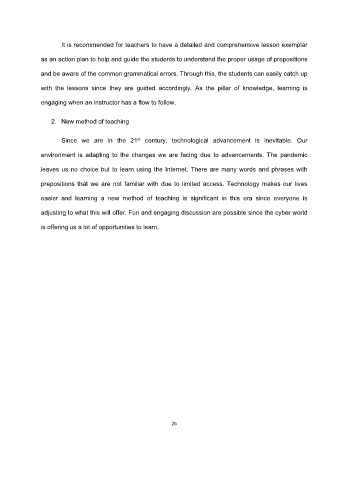 It is recommended for teachers to have a detailed and comprehensive lesson exemplar
as an action plan to help and guide the students to understand the proper usage of prepositions
and be aware of the common grammatical errors. Through this, the students can easily catch up
with the lessons since they are guided accordingly. As the pillar of knowledge, learning is
engaging when an instructor has a flow to follow.
2. New method of teaching
Since we are in the 21st century, technological advancement is inevitable. Our
environment is adapting to the changes we are facing due to advancements. The pandemic
leaves us no choice but to learn using the Internet. There are many words and phrases with
prepositions that we are not familiar with due to limited access. Technology makes our lives
easier and learning a new method of teaching is significant in this era since everyone is
adjusting to what this will offer. Fun and engaging discussion are possible since the cyber world
is offering us a lot of opportunities to learn.